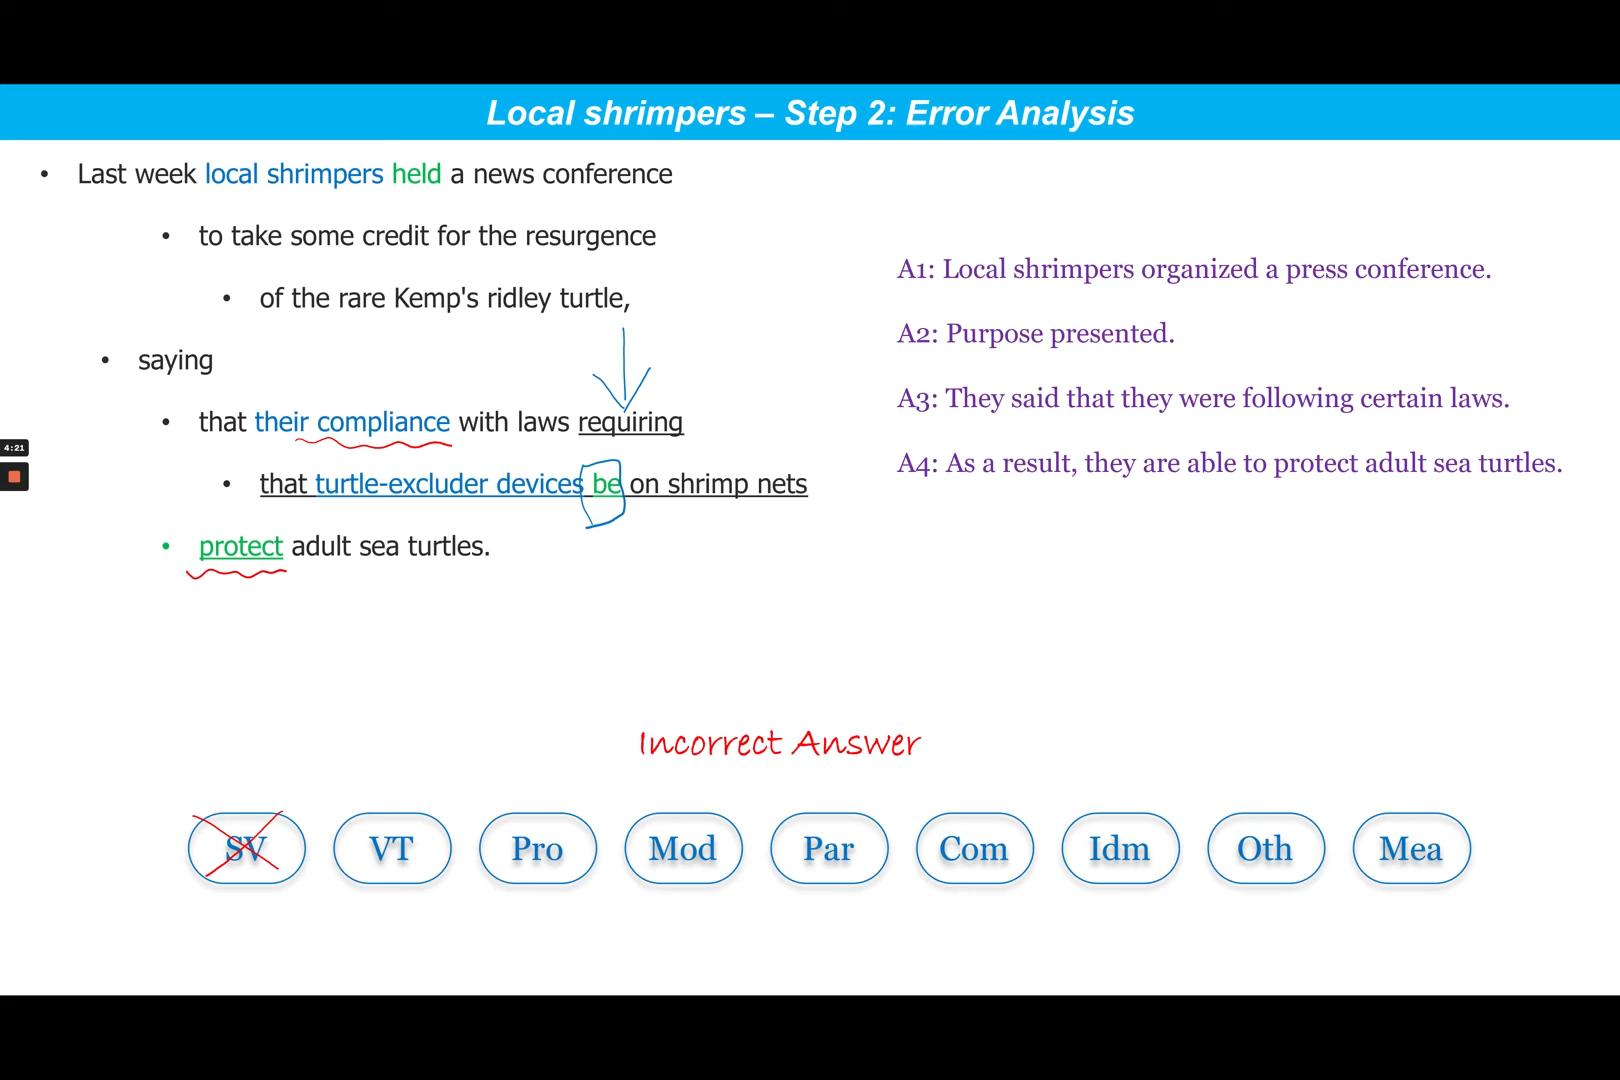 Local shrimpers – Step 2: Error Analysis
• Last week local shrimpers held a news conference
• to take some credit for the resurgence
• of the rare Kemp's ridley turtle,
• saying
• that their compliance with laws requiring
• that turtle-excluder devices be on shrimp nets
• protect adult sea turtles.
A1: Local shrimpers organized a press conference.
A2: Purpose presented.
A3: They said that they were following certain laws.
A4: As a result, they are able to protect adult sea turtles.
4:21
Incorrect Answer
SV VT Pro Mod Par Com Idm Oth Mea